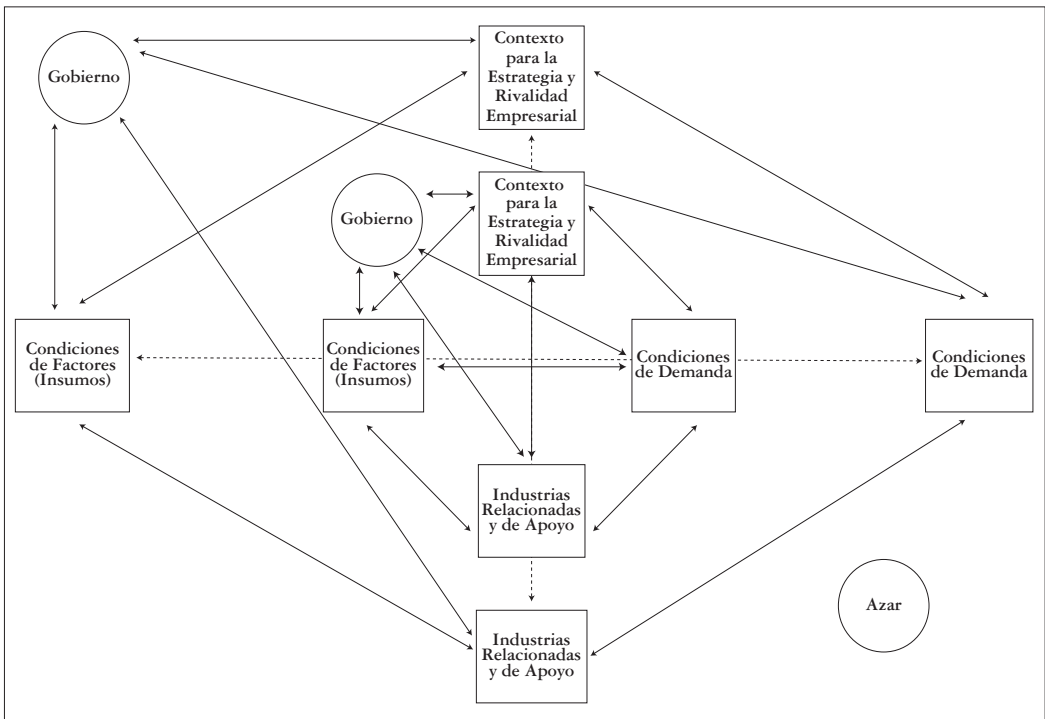 Contexto
para la
Estrategia y
Rivalidad
Empresarial
Gobierno
Contexto
para la
Estrategia y
Rivalidad
Empresarial
Gobierno
Condiciones
de Factores
(Insumos)
Condiciones
de Factores
(Insumos)
Condiciones
de Demanda
Condiciones
de Demanda
Industrias
Relacionadas
y de Apoyo
Azar
Industrias
Relacionadas
y de Apoyo